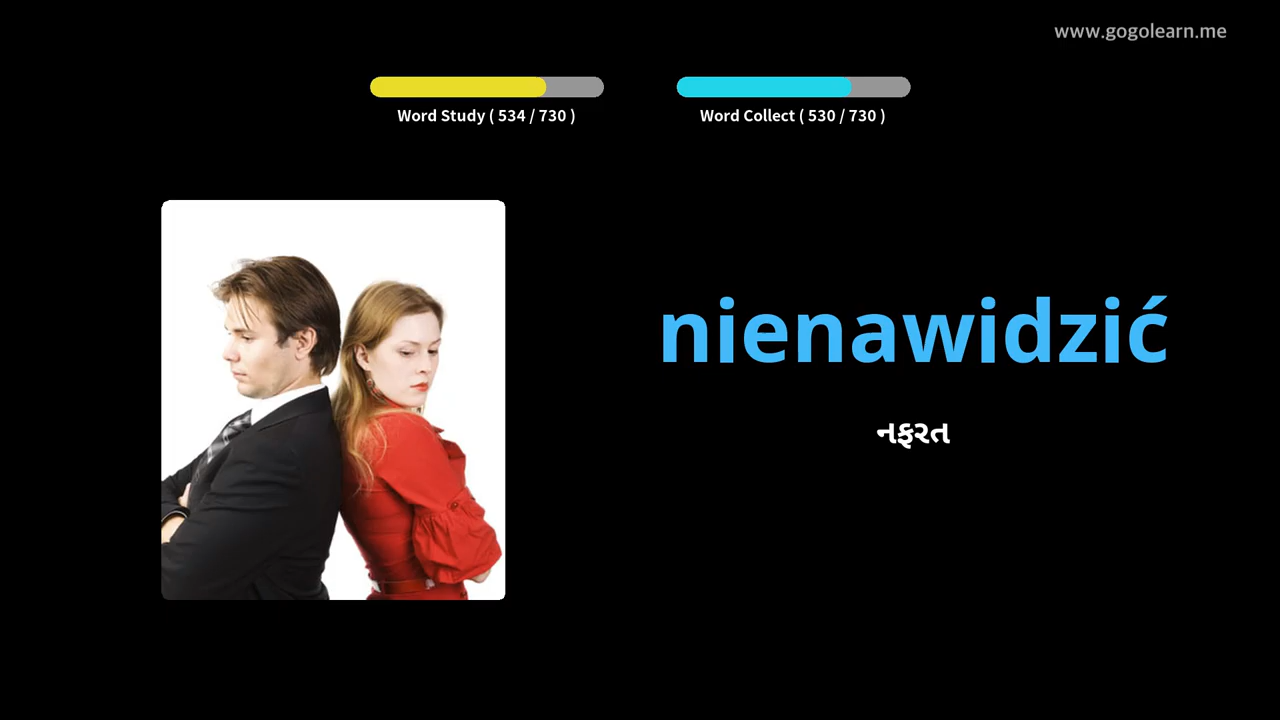 www.gogolearn.me
Word Study ( 534 / 730 )
Word Collect ( 530 / 730 )
nienawidzić
નફરત